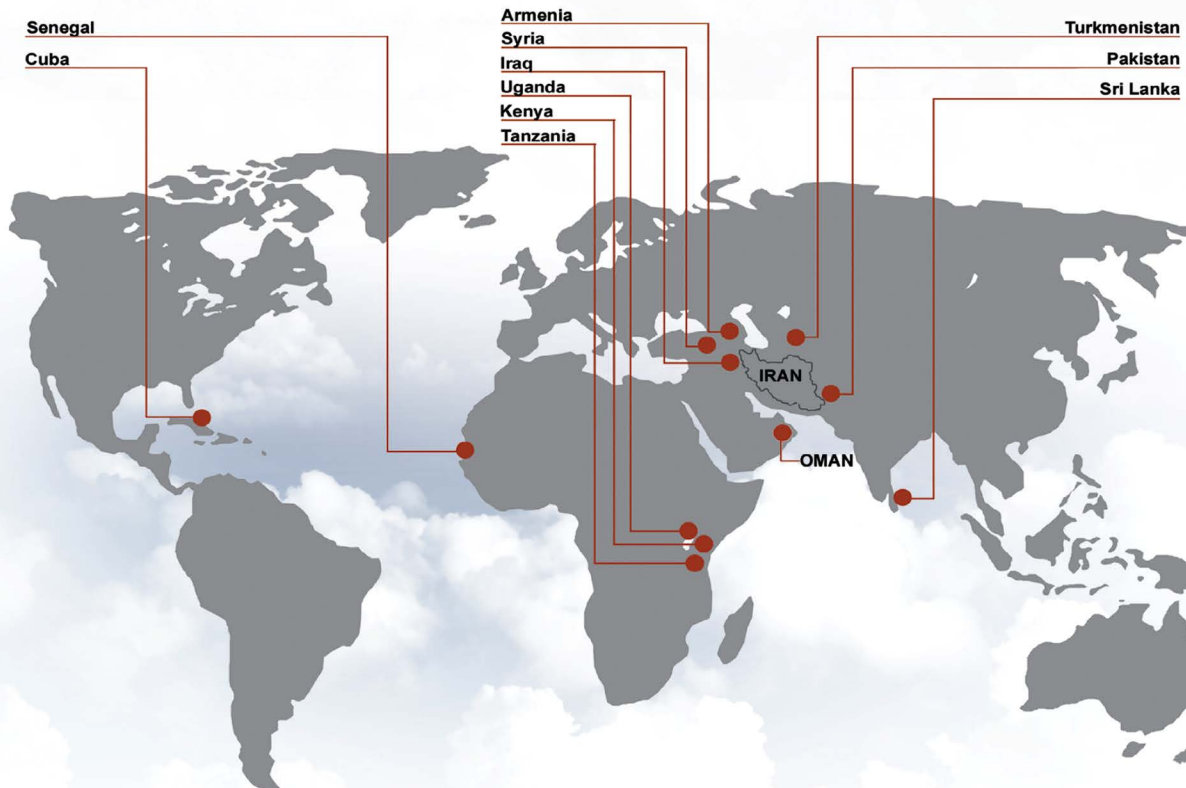 Senegal
Cuba
Armenia
Syria
Iraq
Uganda
Kenya
Tanzania
Turkmenistan
Pakistan
Sri Lanka
IRAN
OMAN